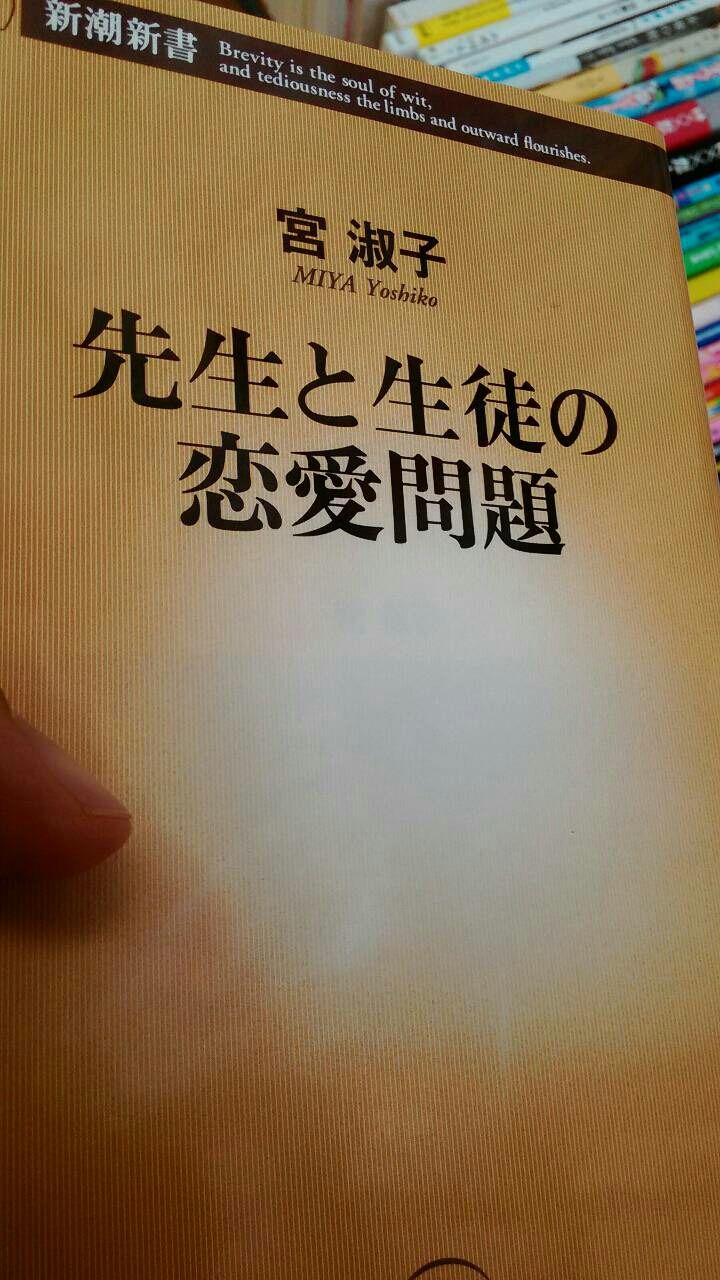 新潮新書
Brevity is the soul of wit,
and tediousness the limbs and outward flourishes.
宮 淑子
MIYA Yoshiko
先生と生徒の
恋愛問題